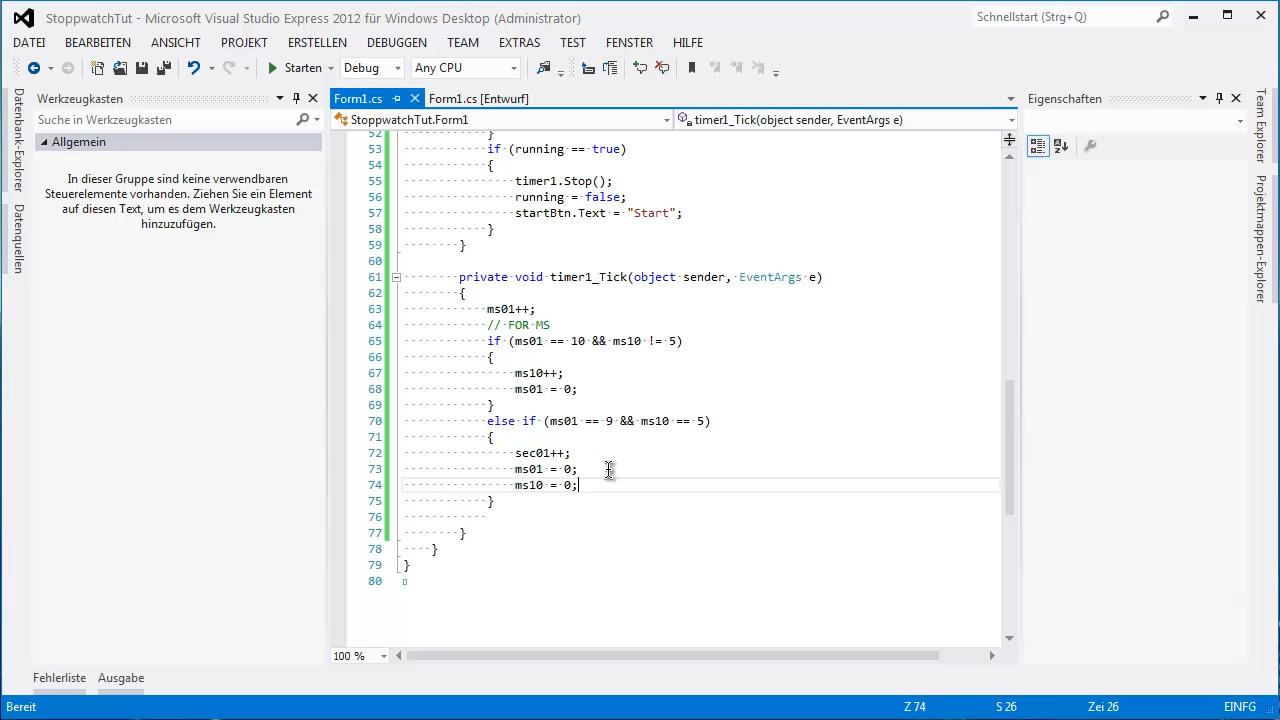 StoppwatchTut - Microsoft Visual Studio Express 2012 für Windows Desktop (Administrator)
Schnellstart (Strg+Q)
DATEI BEARBEITEN ANSICHT PROJEKT ERSTELLEN DEBUGGEN TEAM EXTRAS TEST FENSTER HILFE
Starten Debug Any CPU
Datenbank-Explorer
Datenquellen
Werkzeugkasten
Suche in Werkzeugkasten
Allgemein
In dieser Gruppe sind keine verwendbaren
Steuerelemente vorhanden. Ziehen Sie ein Element
auf diesen Text, um es dem Werkzeugkasten
hinzuzufügen.
Form1.cs Form1.cs [Entwurf]
StoppwatchTut.Form1 timer1_Tick(object sender, EventArgs e)
52 }
53 if (running == true)
54 {
55 timer1.Stop();
56 running = false;
57 startBtn.Text = "Start";
58 }
59 }
60
61 private void timer1_Tick(object sender, EventArgs e)
62 {
63 ms01++;
64 // FOR MS
65 if (ms01 == 10 && ms10 != 5)
66 {
67 ms10++;
68 ms01 = 0;
69 }
70 else if (ms01 == 9 && ms10 == 5)
71 {
72 sec01++;
73 ms01 = 0;
74 ms10 = 0;
75 }
76
77 }
78 }
79 }
80
100 %
Eigenschaften
Team Explorer
Projektmappen-Explorer
Fehlerliste Ausgabe
Bereit Z 74 S 26 Zei 26 EINFG